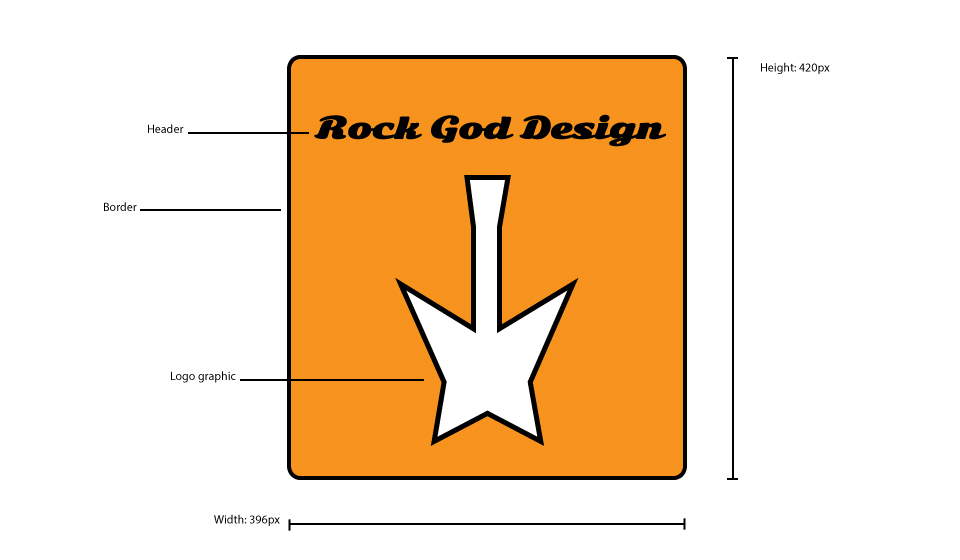 Height: 420px
Header
Rock God Design
Border
Logo graphic
Width: 396px